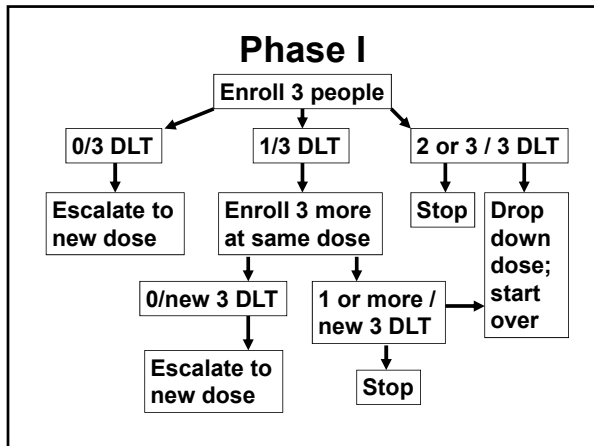 Phase I
Enroll 3 people
0/3 DLT
1/3 DLT
2 or 3 / 3 DLT
Escalate to
new dose
Enroll 3 more
at same dose
Stop
Drop
down
dose;
start
over
0/new 3 DLT
1 or more /
new 3 DLT
Escalate to
new dose
Stop